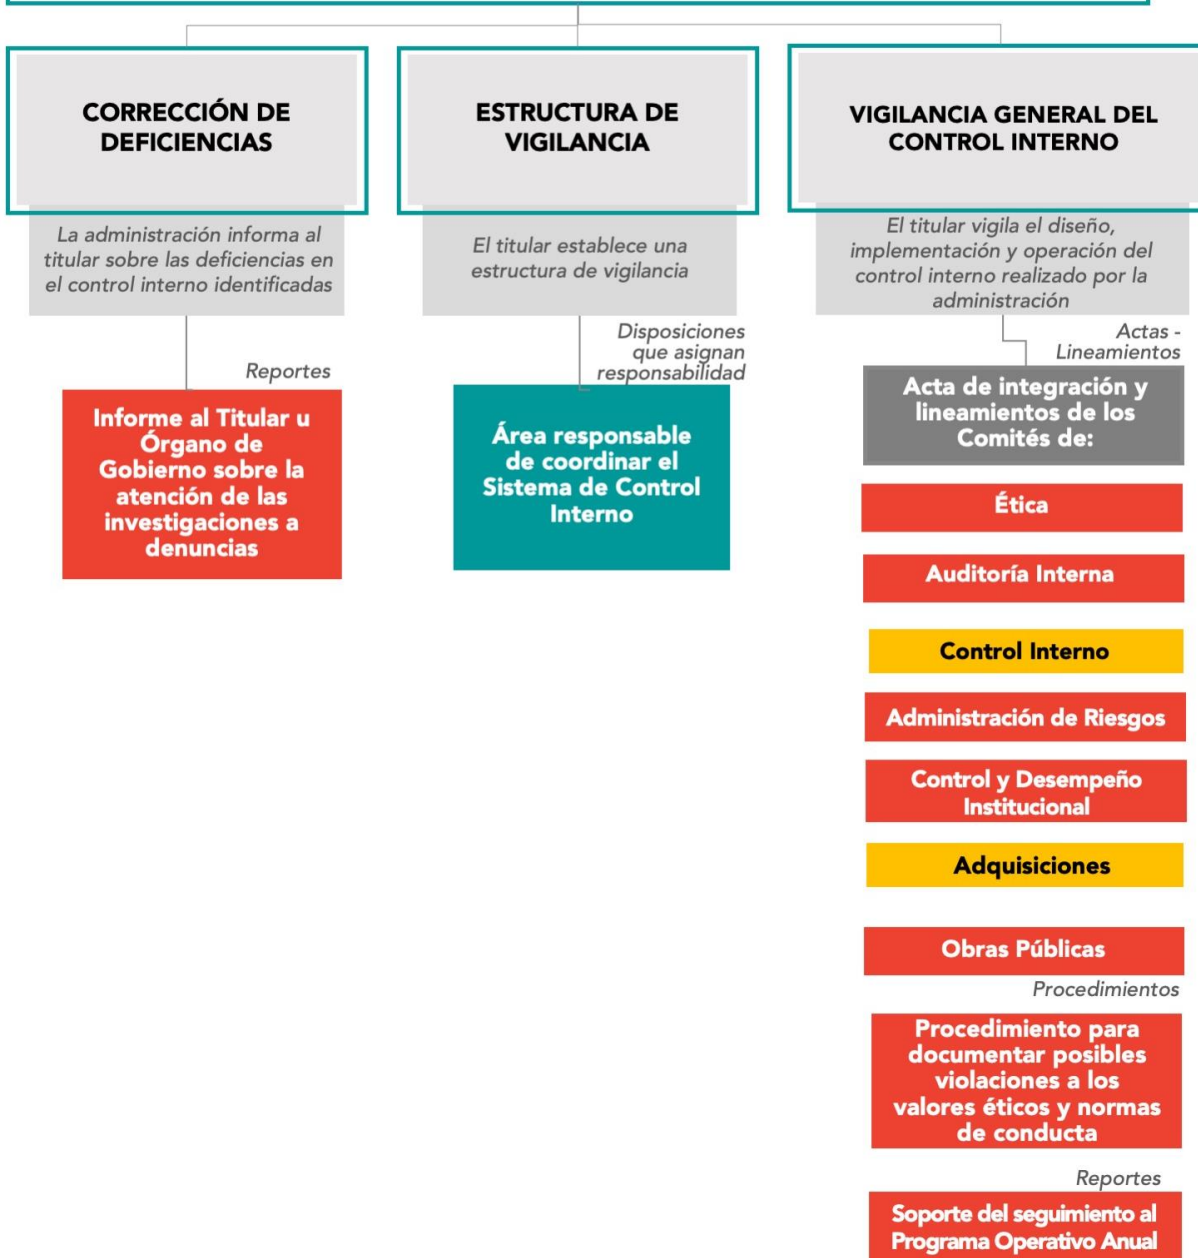 CORRECCIÓN DE
DEFICIENCIAS
La administración informa al
titular sobre las deficiencias en
el control interno identificadas
Reportes
Informe al Titular u
Órgano de
Gobierno sobre la
atención de las
investigaciones a
denuncias
ESTRUCTURA DE
VIGILANCIA
El titular establece una
estructura de vigilancia
Disposiciones
que asignan
responsabilidad
Área responsable
de coordinar el
Sistema de Control
Interno
VIGILANCIA GENERAL DEL
CONTROL INTERNO
El titular vigila el diseño,
implementación y operación del
control interno realizado por la
administración
Actas -
Lineamientos
Acta de integración y
lineamientos de los
Comités de:
Ética
Auditoría Interna
Control Interno
Administración de Riesgos
Control y Desempeño
Institucional
Adquisiciones
Obras Públicas
Procedimientos
Procedimiento para
documentar posibles
violaciones a los
valores éticos y normas
de conducta
Reportes
Soporte del seguimiento al
Programa Operativo Anual